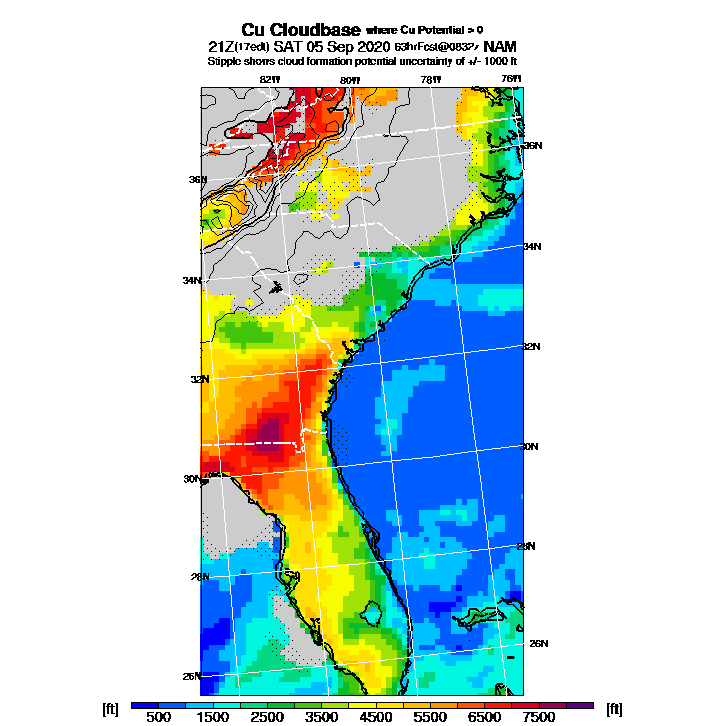 Cu Cloudbase where Cu Potential > 0
21Z(17edt) SAT 05 Sep 2020 63hrFcst@0832z NAM
Stipple shows cloud formation potential uncertainty of +/- 1000 ft
82W 80W 78W 76W
36N
36N
34N
34N
32N
32N
30N
30N
28N
28N
26N
26N
[ft] 500 1500 2500 3500 4500 5500 6500 7500 [ft]